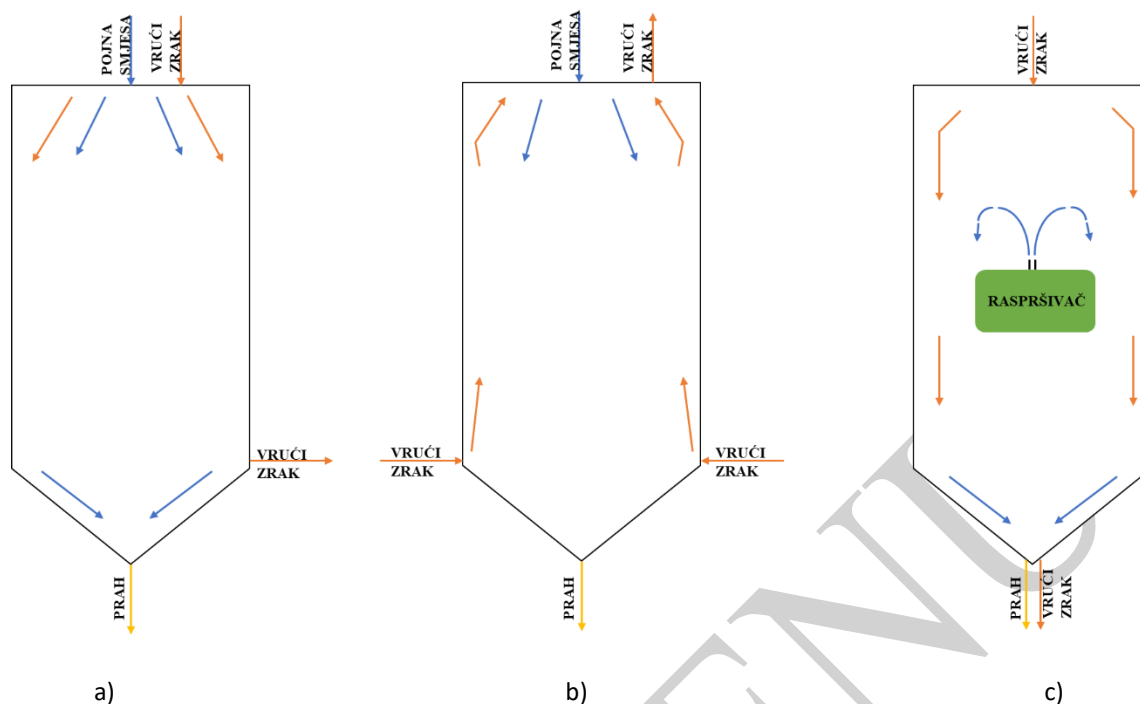 POJNA
SMJESA
VRUĆI
ZRAK
VRUĆI
ZRAK
PRAH
a)
POJNA
SMJESA
VRUĆI
ZRAK
VRUĆI
ZRAK
VRUĆI
ZRAK
PRAH
b)
VRUĆI
ZRAK
RASPRŠIVAČ
PRAH
VRUĆI
ZRAK
c)